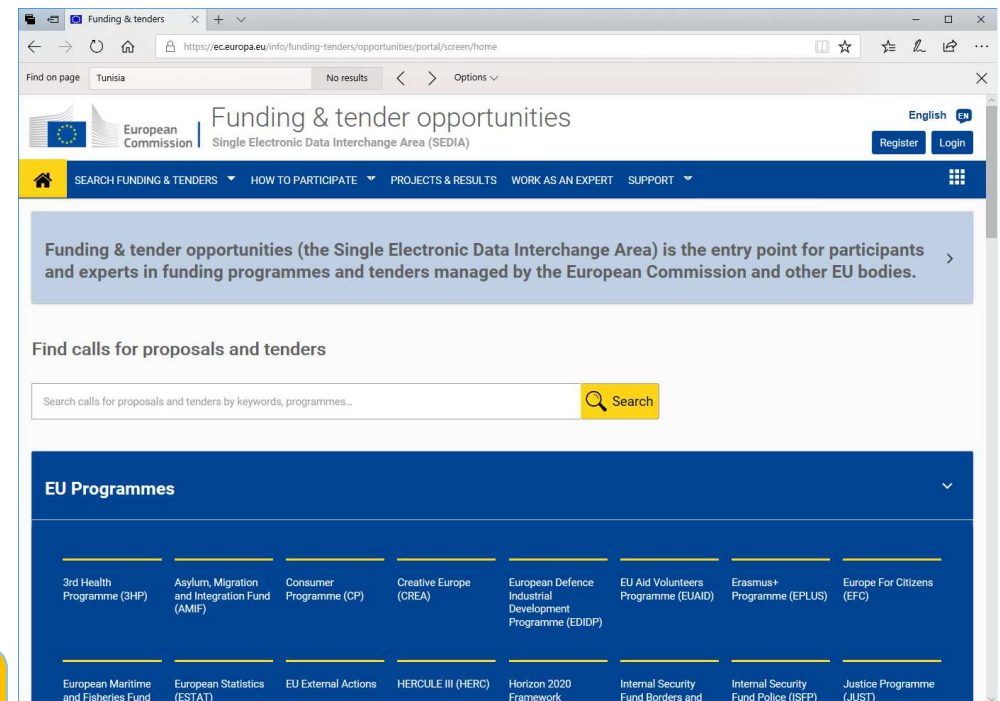 Funding & tenders
https://ec.europa.eu/info/funding-tenders/opportunities/portal/screen/home
Find on page Tunisia No results Options
European
Commission
Funding & tender opportunities
Single Electronic Data Interchange Area (SEDIA)
English EN
Register Login
SEARCH FUNDING & TENDERS HOW TO PARTICIPATE PROJECTS & RESULTS WORK AS AN EXPERT SUPPORT
Funding & tender opportunities (the Single Electronic Data Interchange Area) is the entry point for participants
and experts in funding programmes and tenders managed by the European Commission and other EU bodies.
Find calls for proposals and tenders
Search calls for proposals and tenders by keywords, programmes...
Search
EU Programmes
3rd Health
Programme (3HP)
Asylum, Migration
and Integration Fund
(AMIF)
Consumer
Programme (CP)
Creative Europe
(CREA)
European Defence
Industrial
Development
Programme (EDIDP)
EU Aid Volunteers
Programme (EUAID)
Erasmus+
Programme (EPLUS)
Europe For Citizens
(EFC)
European Maritime
and Fisheries Fund
European Statistics
(ESTAT)
EU External Actions
HERCULE III (HERC)
Horizon 2020
Framework
Internal Security
Fund Borders and
Internal Security
Fund Police (ISFP)
Justice Programme
(JUST)